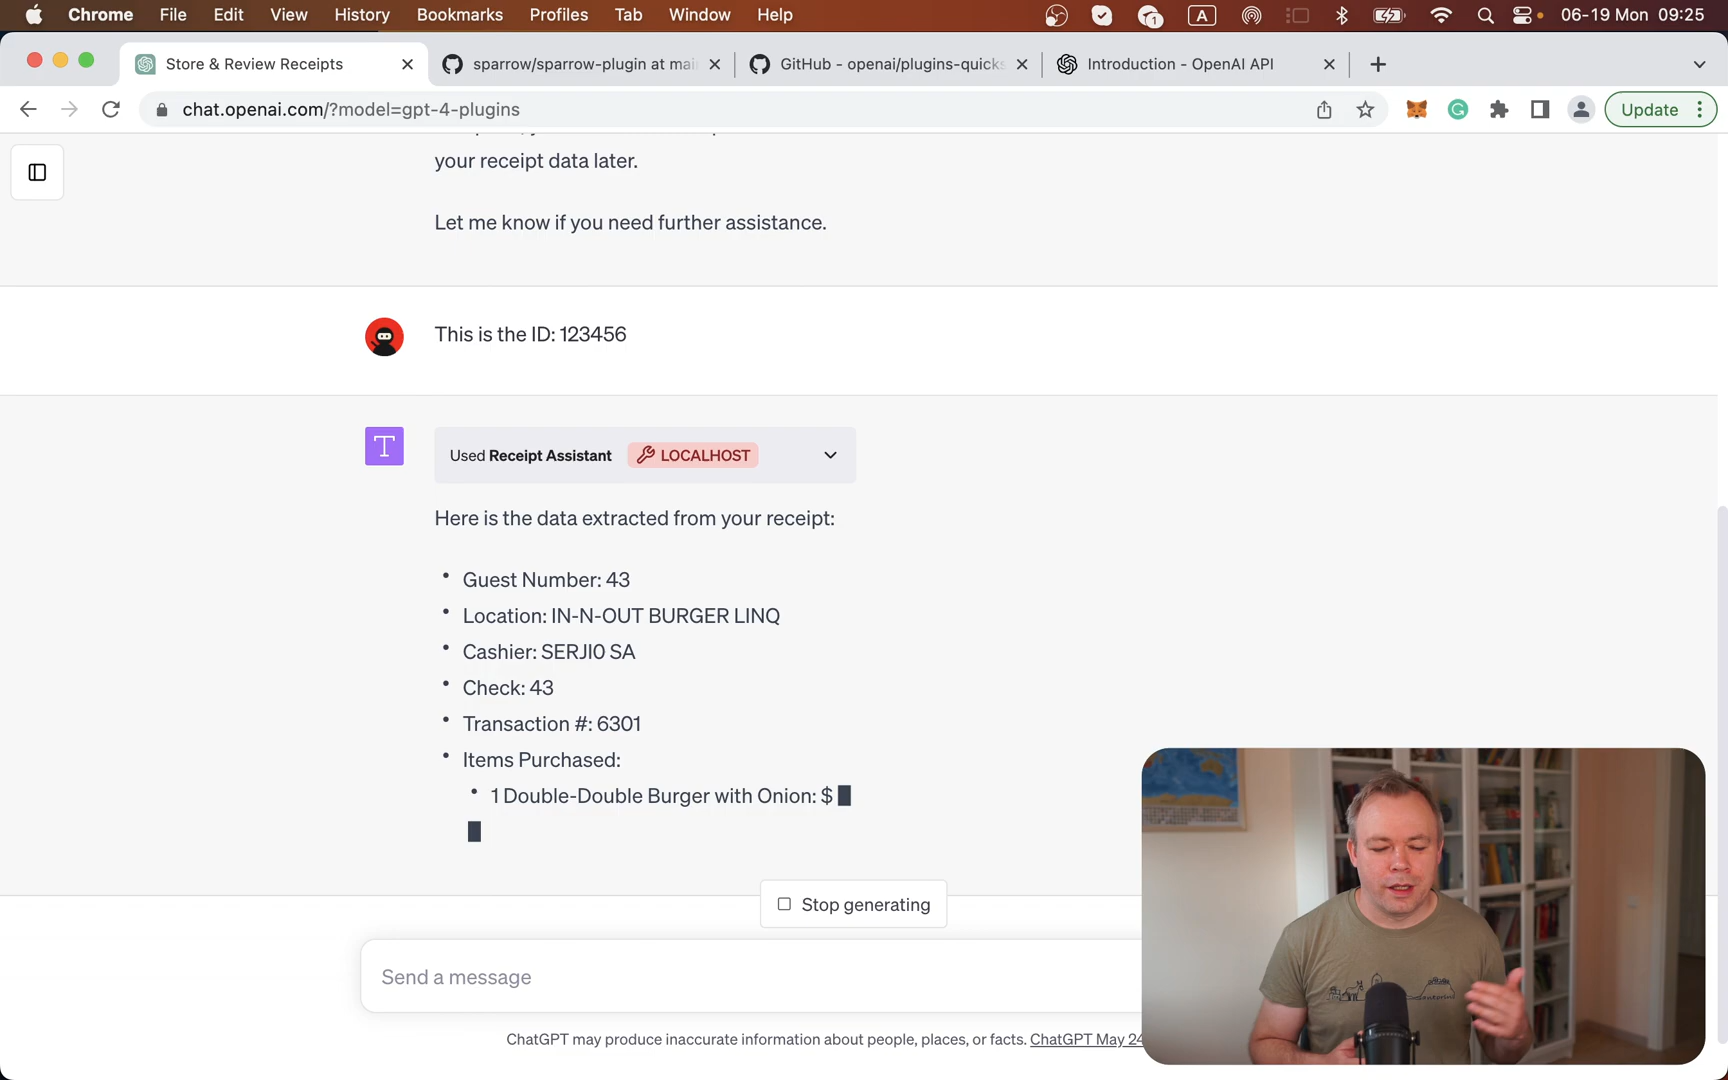 Chrome File Edit View History Bookmarks Profiles Tab Window Help 1 A 06-19 Mon 09:25
Store & Review Receipts sparrow/sparrow-plugin at mai GitHub - openai/plugins-quicks Introduction - OpenAI API
chat.openai.com/?model=gpt-4-plugins Update
your receipt data later.
Let me know if you need further assistance.
This is the ID: 123456
T Used Receipt Assistant LOCALHOST
Here is the data extracted from your receipt:
• Guest Number: 43
• Location: IN-N-OUT BURGER LINQ
• Cashier: SERJI0 SA
• Check: 43
• Transaction #: 6301
• Items Purchased:
• 1 Double-Double Burger with Onion: $
Stop generating
Send a message
ChatGPT may produce inaccurate information about people, places, or facts. ChatGPT May 24